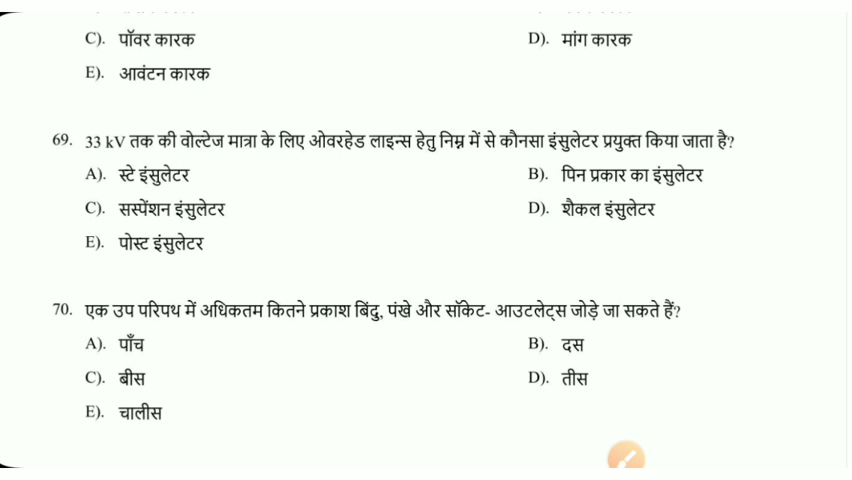 C). पॉवर कारक
D). मांग कारक
E). आवंटन कारक
69. 33 kV तक की वोल्टेज मात्रा के लिए ओवरहेड लाइन्स हेतु निम्न में से कौनसा इंसुलेटर प्रयुक्त किया जाता है?
A). स्टे इंसुलेटर
B). पिन प्रकार का इंसुलेटर
C). सस्पेंशन इंसुलेटर
D). शैकल इंसुलेटर
E). पोस्ट इंसुलेटर
70. एक उप परिपथ में अधिकतम कितने प्रकाश बिंदु, पंखे और सॉकेट- आउटलेट्स जोड़े जा सकते हैं?
A). पाँच
B). दस
C). बीस
D). तीस
E). चालीस